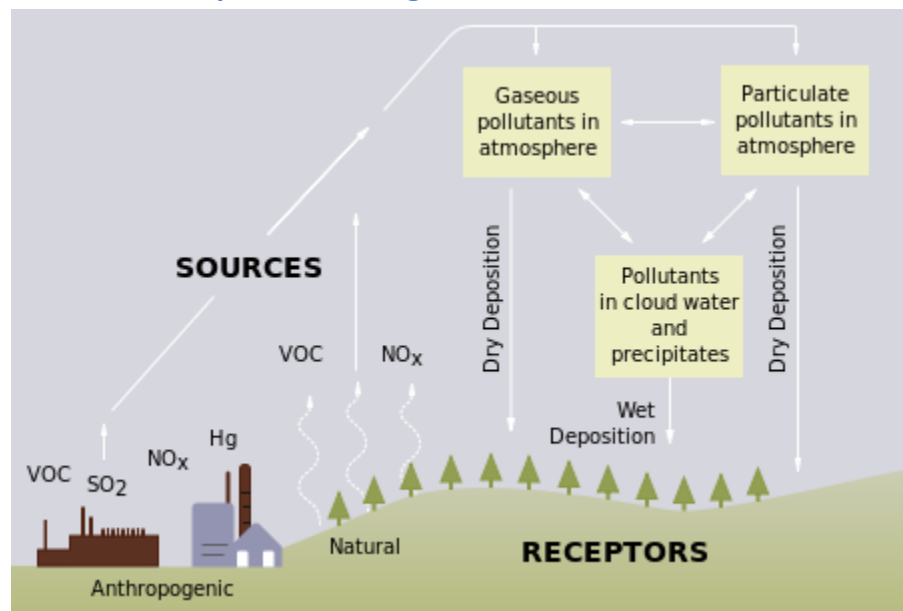 Gaseous
pollutants in
atmosphere
Particulate
pollutants in
atmosphere
SOURCES
Dry Deposition
Pollutants
in cloud water
and
precipitates
Dry Deposition
VOC
NOx
Wet
Deposition
VOC
SO2
NOx
Hg
Natural
RECEPTORS
Anthropogenic